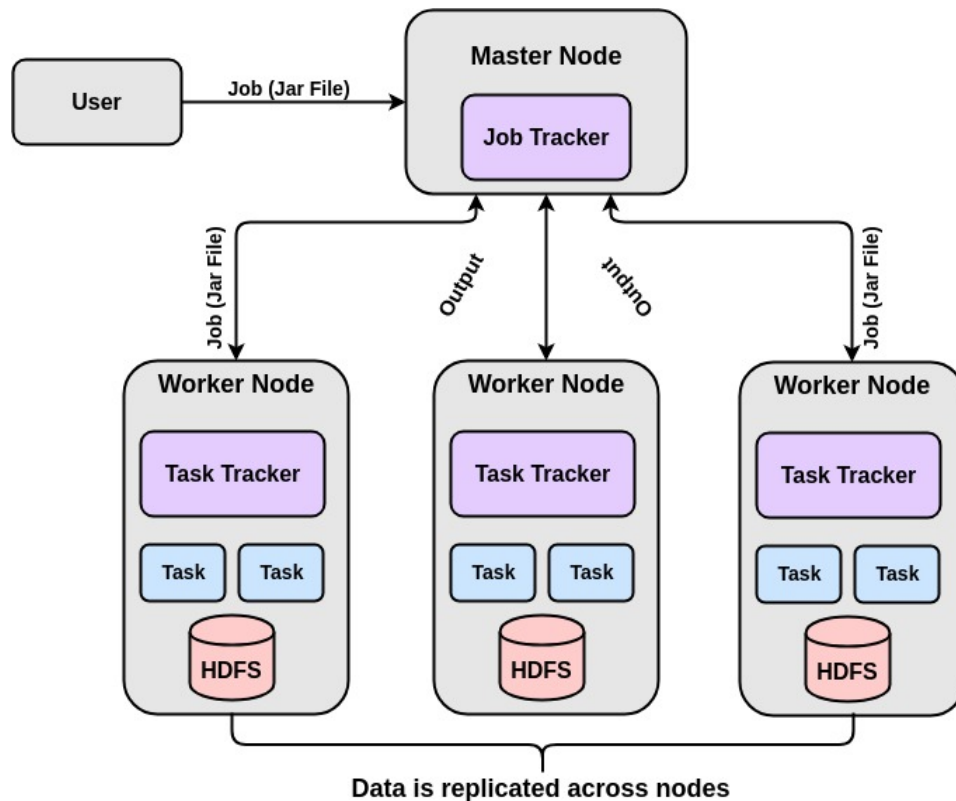 Master Node
User
Job (Jar File)
Job Tracker
Job (Jar File)
Output
Output
Job (Jar File)
Worker Node
Worker Node
Worker Node
Task Tracker
Task Tracker
Task Tracker
Task
Task
Task
Task
Task
Task
HDFS
HDFS
HDFS
Data is replicated across nodes